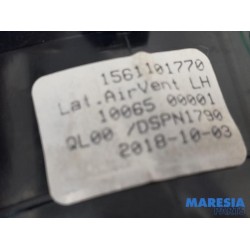 1561101770
Lat.AirVent LH
10065 00001
QL00 /DSPN1790
2018-10-03
MARESIA